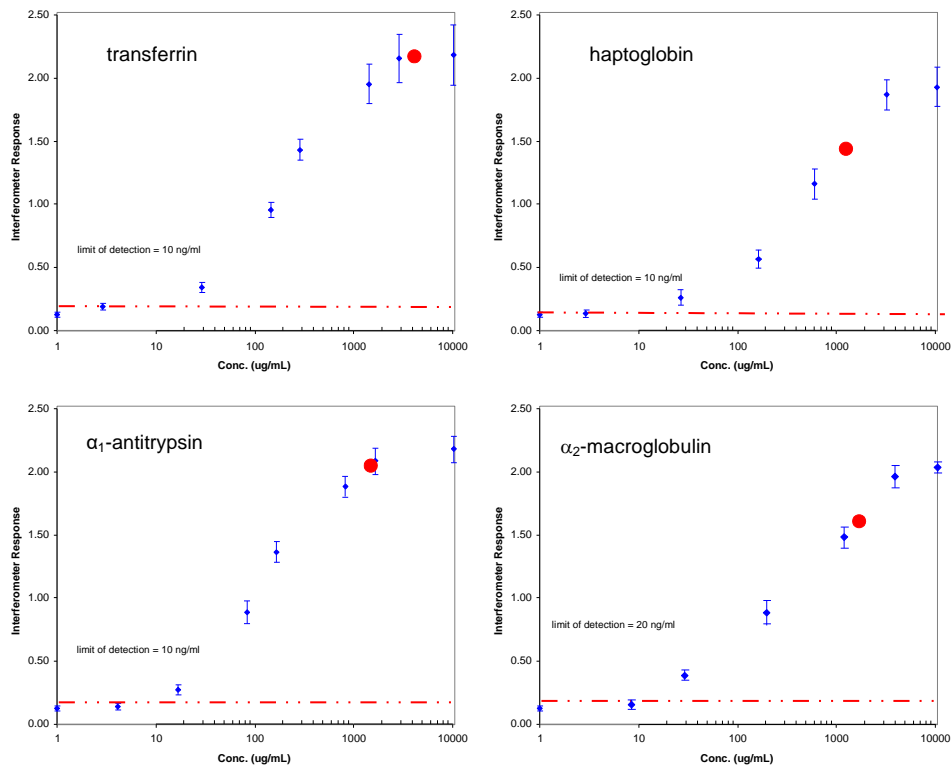 transferrin
Interferometer Response
2.50
2.00
1.50
1.00
0.50
0.00
limit of detection = 10 ng/ml
1 10 100 1000 10000
Conc. (ug/mL)
haptoglobin
Interferometer Response
2.50
2.00
1.50
1.00
0.50
0.00
limit of detection = 10 ng/ml
1 10 100 1000 10000
Conc. (ug/mL)
α₁-antitrypsin
Interferometer Response
2.50
2.00
1.50
1.00
0.50
0.00
limit of detection = 10 ng/ml
1 10 100 1000 10000
Conc. (ug/mL)
α₂-macroglobulin
Interferometer Response
2.50
2.00
1.50
1.00
0.50
0.00
limit of detection = 20 ng/ml
1 10 100 1000 10000
Conc. (ug/mL)